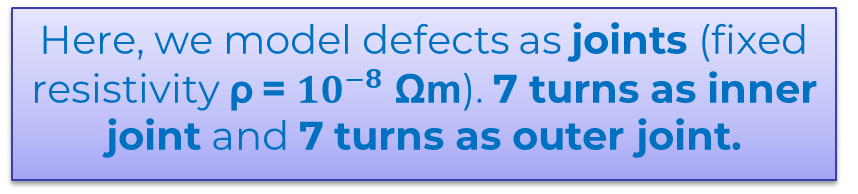 Here, we model defects as joints (fixed
resistivity ρ = 10⁻⁸ Ωm). 7 turns as inner
joint and 7 turns as outer joint.